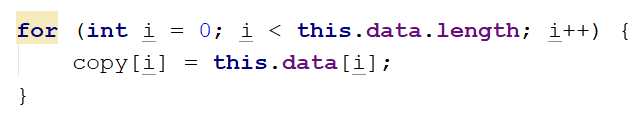 for (int i = 0; i < this.data.length; i++) {
    copy[i] = this.data[i];
}